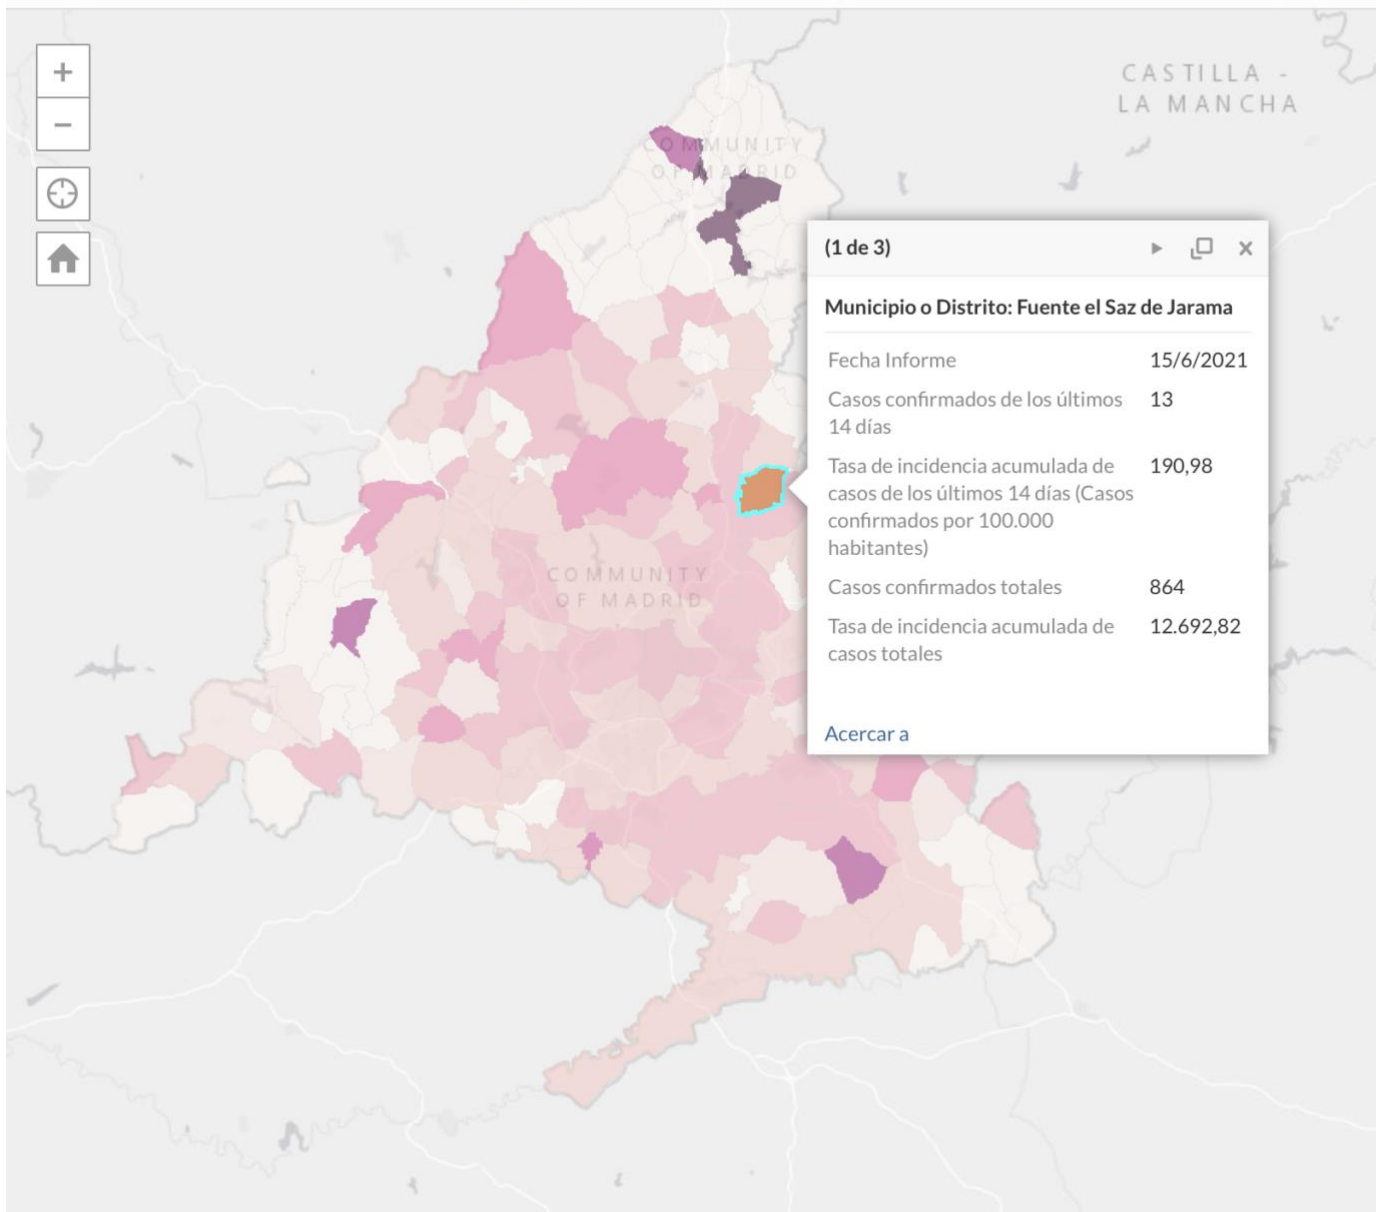 +
CASTILLA -
LA MANCHA
−
COMMUNITY
OF MADRID
(1 de 3)
Municipio o Distrito: Fuente el Saz de Jarama
Fecha Informe 15/6/2021
Casos confirmados de los últimos 13
14 días
Tasa de incidencia acumulada de 190,98
casos de los últimos 14 días (Casos
confirmados por 100.000
habitantes)
Casos confirmados totales 864
Tasa de incidencia acumulada de 12.692,82
casos totales
Acercar a
COMMUNITY
OF MADRID